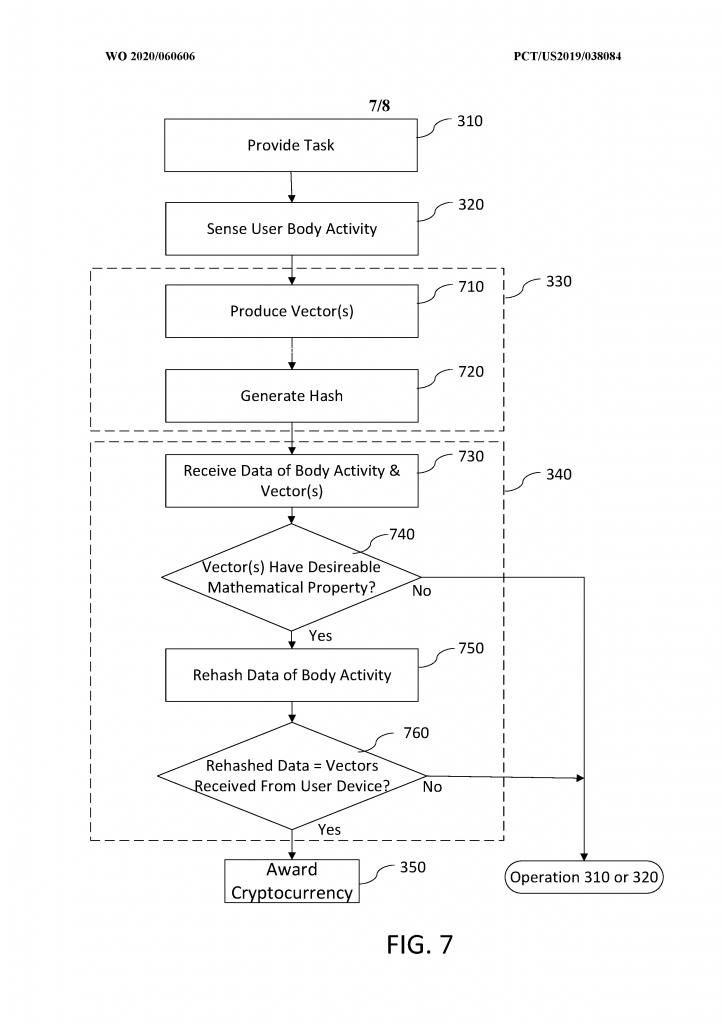 WO 2020/060606 PCT/US2019/038084
7/8
310
Provide Task
320
Sense User Body Activity
330
710
Produce Vector(s)
720
Generate Hash
730
340
Receive Data of Body Activity &
Vector(s)
740
Vector(s) Have Desireable
Mathematical Property?
No
Yes
750
Rehash Data of Body Activity
760
Rehashed Data = Vectors
Received From User Device?
No
Yes
350
Award
Cryptocurrency
Operation 310 or 320
FIG. 7